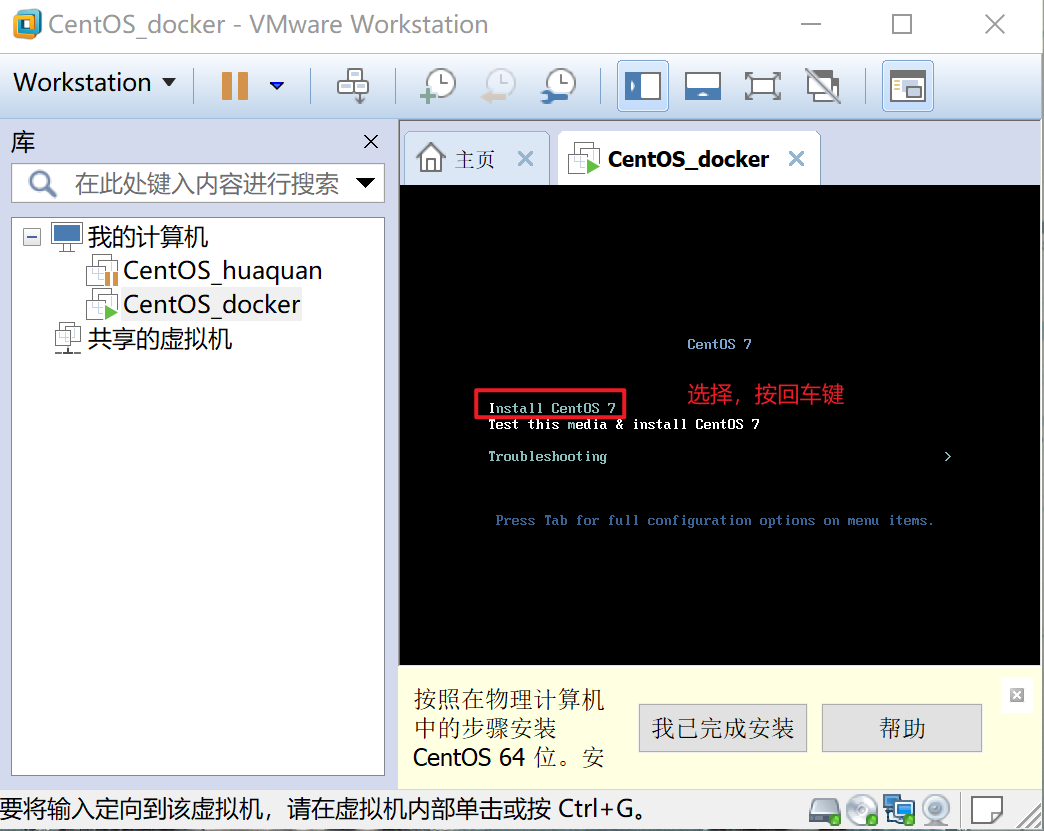 CentOS_docker - VMware Workstation
Workstation
库
在此处键入内容进行搜索
我的计算机
CentOS_huaquan
CentOS_docker
共享的虚拟机
主页
CentOS_docker
CentOS 7
选择，按回车键
Install CentOS 7
Test this media & install CentOS 7
Troubleshooting >
Press Tab for full configuration options on menu items.
按照在物理计算机
中的步骤安装
CentOS 64 位。安
我已完成安装
帮助
要将输入定向到该虚拟机，请在虚拟机内部单击或按 Ctrl+G。